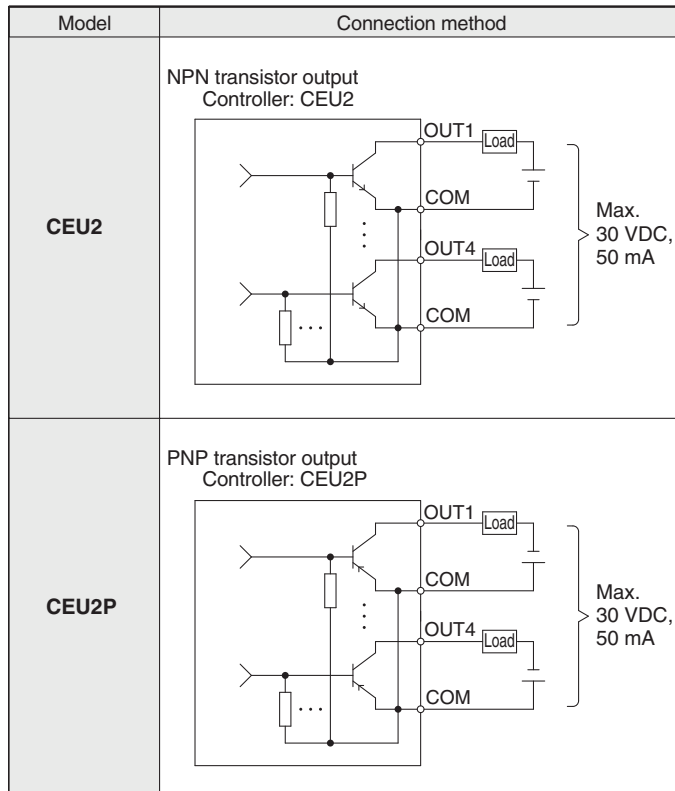 Model
Connection method
CEU2
NPN transistor output
Controller: CEU2
OUT1
Load
COM
OUT4
Load
COM
Max.
30 VDC,
50 mA
CEU2P
PNP transistor output
Controller: CEU2P
OUT1
Load
COM
OUT4
Load
COM
Max.
30 VDC,
50 mA